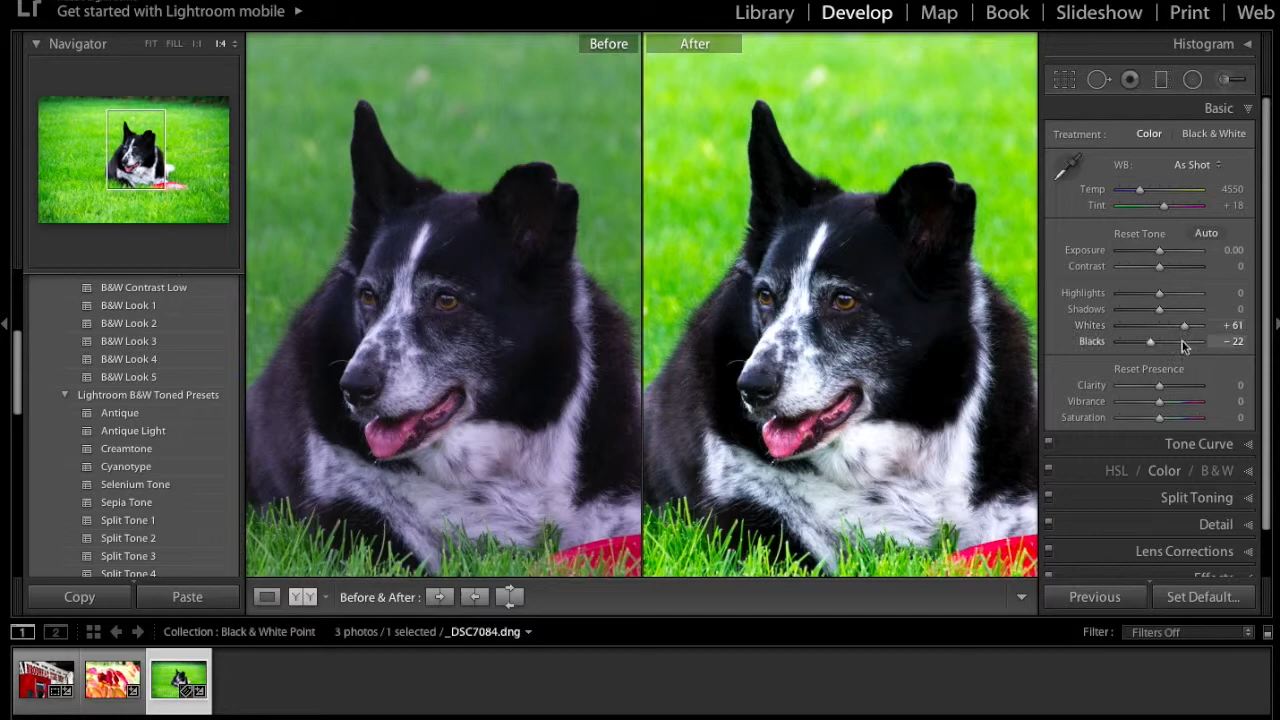 Lr
Get started with Lightroom mobile
Library | Develop | Map | Book | Slideshow | Print | Web
Navigator FIT FILL 1:1 1:4
Before
After
Histogram
Basic
Treatment : Color Black & White
WB: As Shot
Temp 4550
Tint + 18
Reset Tone Auto
Exposure 0.00
Contrast 0
Highlights 0
Shadows 0
Whites + 61
Blacks - 22
Reset Presence
Clarity 0
Vibrance 0
Saturation 0
Tone Curve
HSL / Color / B & W
Split Toning
Detail
Lens Corrections
Effects
B&W Contrast Low
B&W Look 1
B&W Look 2
B&W Look 3
B&W Look 4
B&W Look 5
Lightroom B&W Toned Presets
Antique
Antique Light
Creamtone
Cyanotype
Selenium Tone
Sepia Tone
Split Tone 1
Split Tone 2
Split Tone 3
Split Tone 4
Copy Paste
Y Y Before & After :
Previous Set Default...
1 2 Collection : Black & White Point 3 photos / 1 selected / _DSC7084.dng
Filter : Filters Off